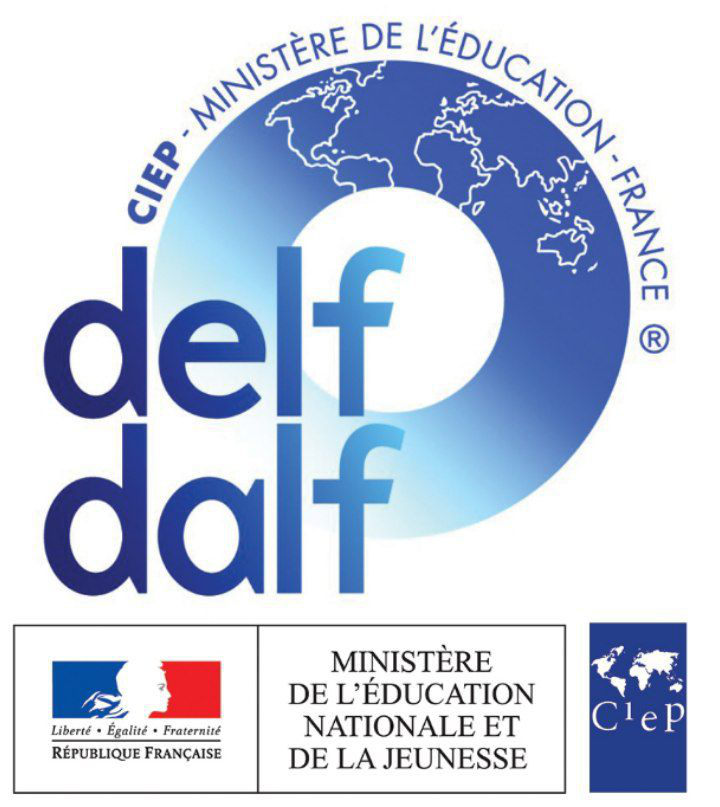 CIEP - MINISTÈRE DE L'ÉDUCATION - FRANCE ®
delf
dalf
Liberté • Égalité • Fraternité
RÉPUBLIQUE FRANÇAISE
MINISTÈRE
DE L'ÉDUCATION
NATIONALE ET
DE LA JEUNESSE
CIEP